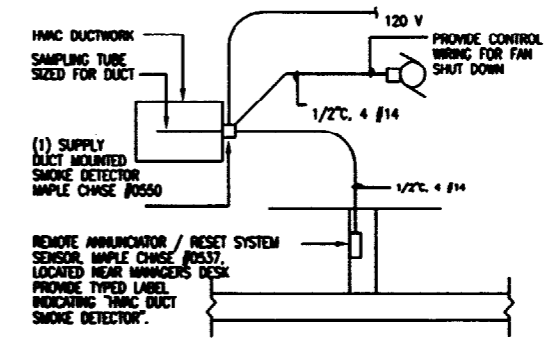 HVAC DUCTWORK
SAMPLING TUBE
SIZED FOR DUCT
(1) SUPPLY
DUCT MOUNTED
SMOKE DETECTOR
MAPLE CHASE #0550
REMOTE ANNUNCIATOR / RESET SYSTEM
SENSOR, MAPLE CHASE #0537,
LOCATED NEAR MANAGERS DESK
PROVIDE TYPED LABEL
INDICATING "HVAC DUCT
SMOKE DETECTOR".
120 V
PROVIDE CONTROL
WIRING FOR FAN
SHUT DOWN
1/2"C, 4 #14
1/2"C, 4 #14